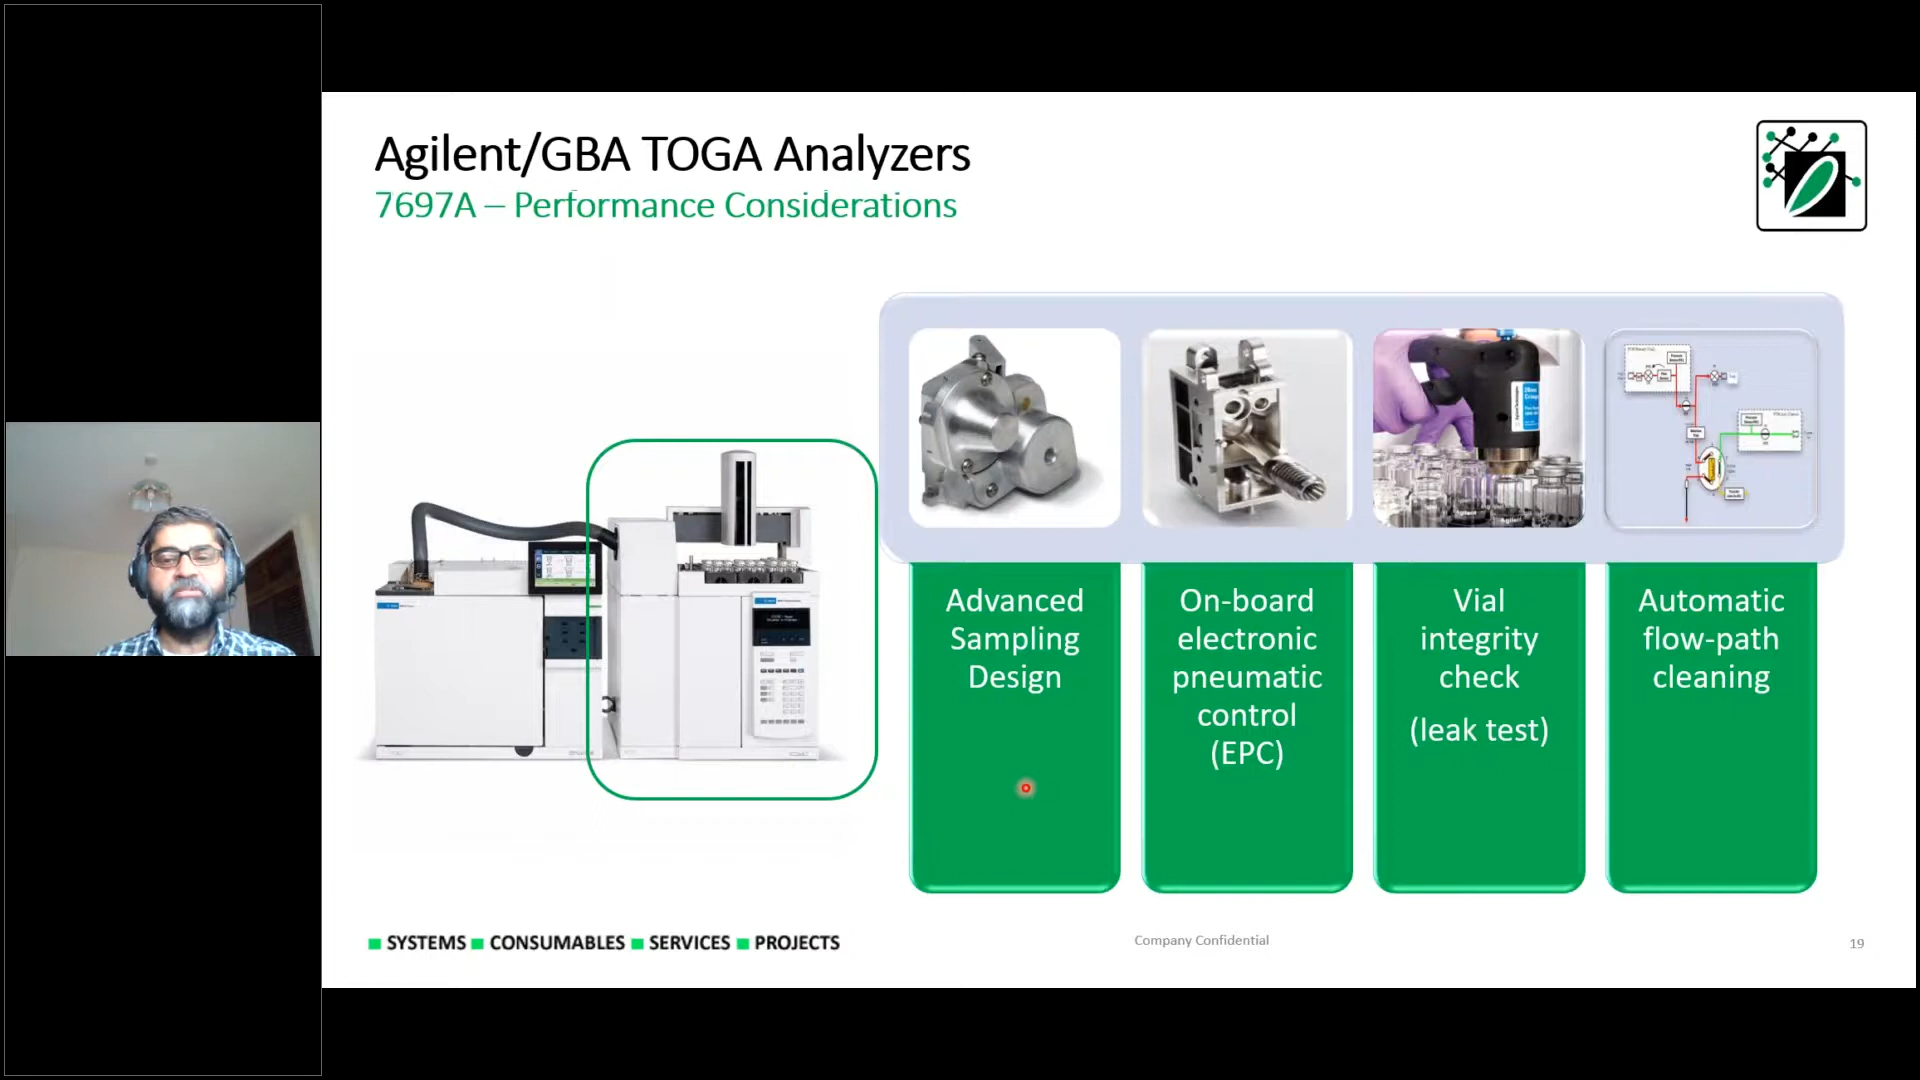 Agilent/GBA TOGA Analyzers
7697A – Performance Considerations
Advanced
Sampling
Design
On-board
electronic
pneumatic
control
(EPC)
Vial
integrity
check
(leak test)
Automatic
flow-path
cleaning
SYSTEMS CONSUMABLES SERVICES PROJECTS
Company Confidential
19